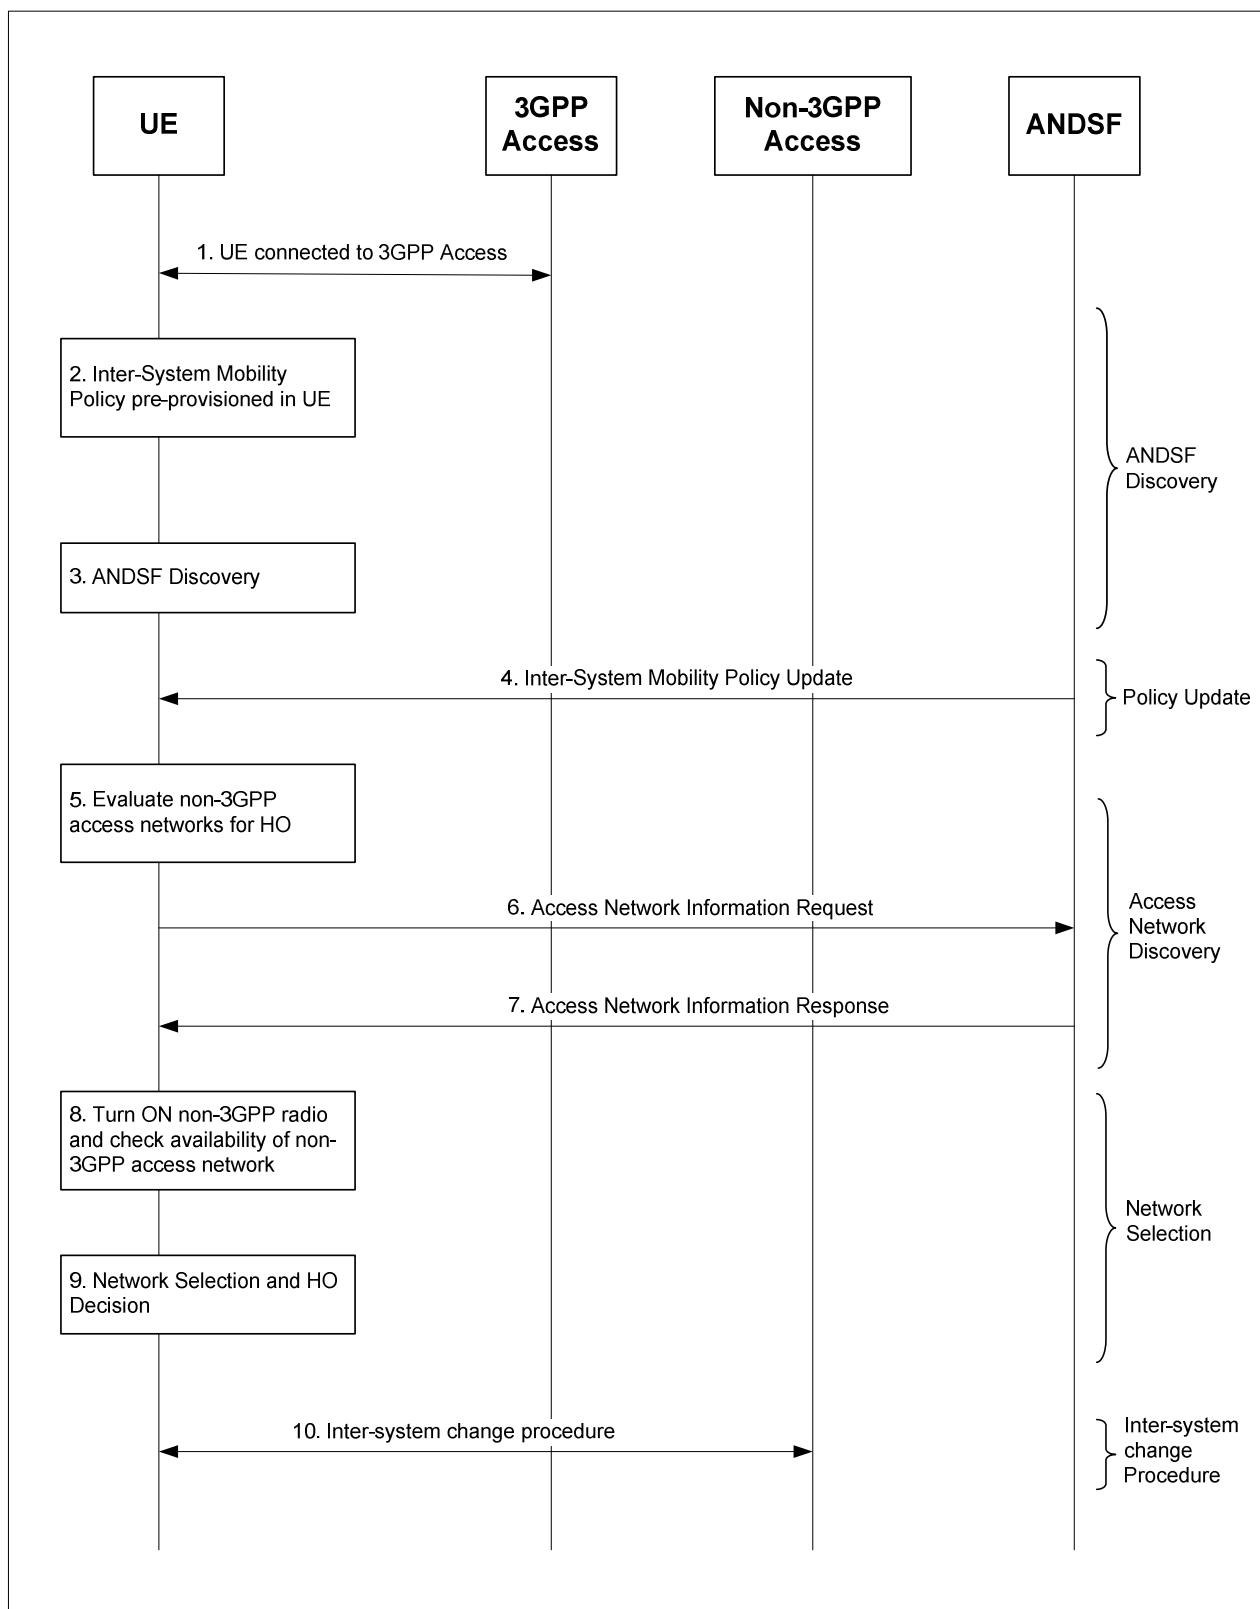 UE
3GPP
Access
Non-3GPP
Access
ANDSF
1. UE connected to 3GPP Access
2. Inter-System Mobility
Policy pre-provisioned in UE
ANDSF
Discovery
3. ANDSF Discovery
4. Inter-System Mobility Policy Update
Policy Update
5. Evaluate non-3GPP
access networks for HO
6. Access Network Information Request
Access
Network
Discovery
7. Access Network Information Response
8. Turn ON non-3GPP radio
and check availability of non-
3GPP access network
Network
Selection
9. Network Selection and HO
Decision
10. Inter-system change procedure
Inter-system
change
Procedure